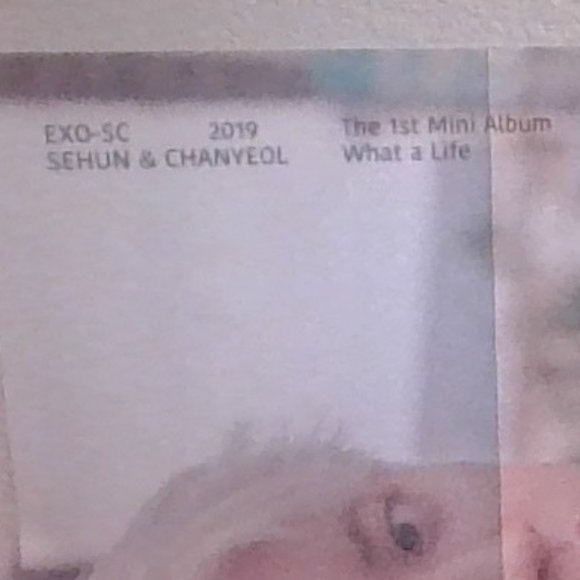 EXO-SC 2019 The 1st Mini Album
SEHUN & CHANYEOL What a Life